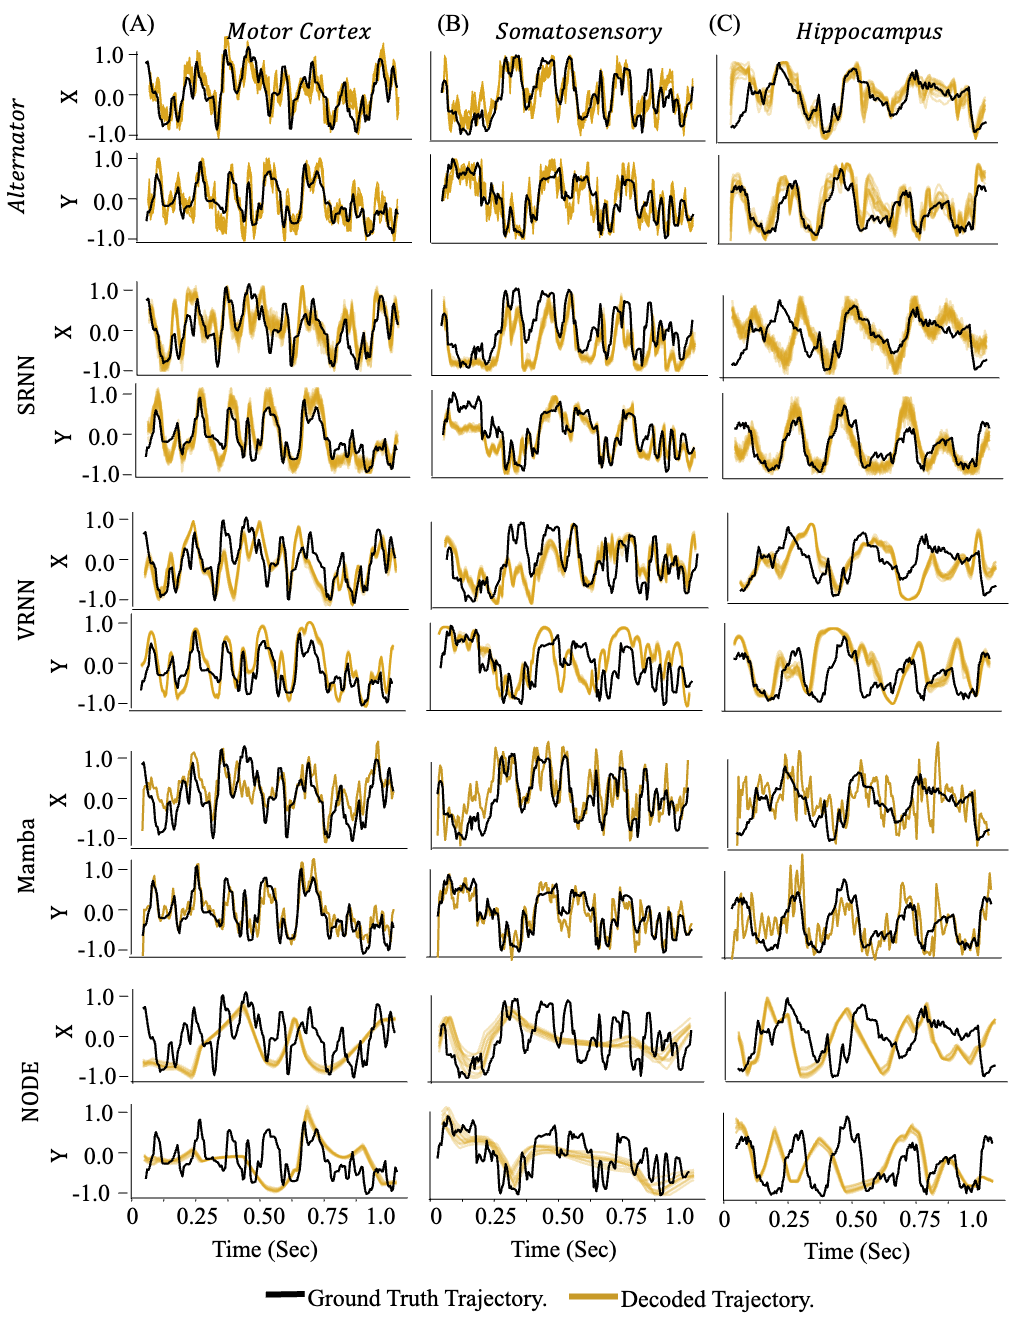 (A) (B) (C)
Motor Cortex Somatosensory Hippocampus
Alternator
X
1.0
0.0
-1.0
Y
1.0
0.0
-1.0
SRNN
X
1.0
0.0
-1.0
Y
1.0
0.0
-1.0
VRNN
X
1.0
0.0
-1.0
Y
1.0
0.0
-1.0
Mamba
X
1.0
0.0
-1.0
Y
1.0
0.0
-1.0
NODE
X
1.0
0.0
-1.0
Y
1.0
0.0
-1.0
0 0.25 0.50 0.75 1.0 0 0.25 0.50 0.75 1.0 0 0.25 0.50 0.75 1.0
Time (Sec) Time (Sec) Time (Sec)
Ground Truth Trajectory. Decoded Trajectory.